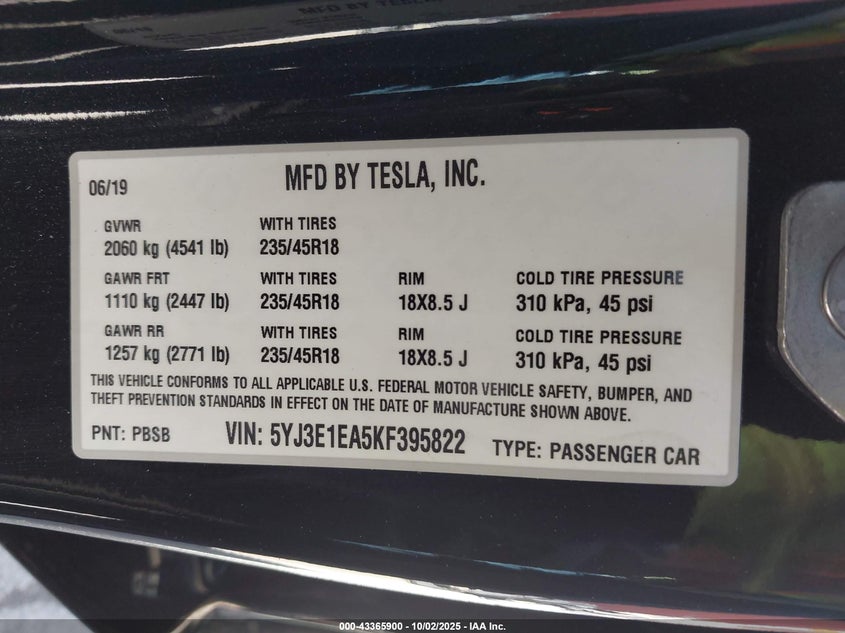 MFD BY TESLA, INC.
06/19
GVWR WITH TIRES
2060 kg (4541 lb) 235/45R18
GAWR FRT WITH TIRES RIM COLD TIRE PRESSURE
1110 kg (2447 lb) 235/45R18 18X8.5 J 310 kPa, 45 psi
GAWR RR WITH TIRES RIM COLD TIRE PRESSURE
1257 kg (2771 lb) 235/45R18 18X8.5 J 310 kPa, 45 psi
THIS VEHICLE CONFORMS TO ALL APPLICABLE U.S. FEDERAL MOTOR VEHICLE SAFETY, BUMPER, AND
THEFT PREVENTION STANDARDS IN EFFECT ON THE DATE OF MANUFACTURE SHOWN ABOVE.
PNT: PBSB VIN: 5YJ3E1EA5KF395822 TYPE: PASSENGER CAR
000-43365900 - 10/02/2025 - IAA Inc.